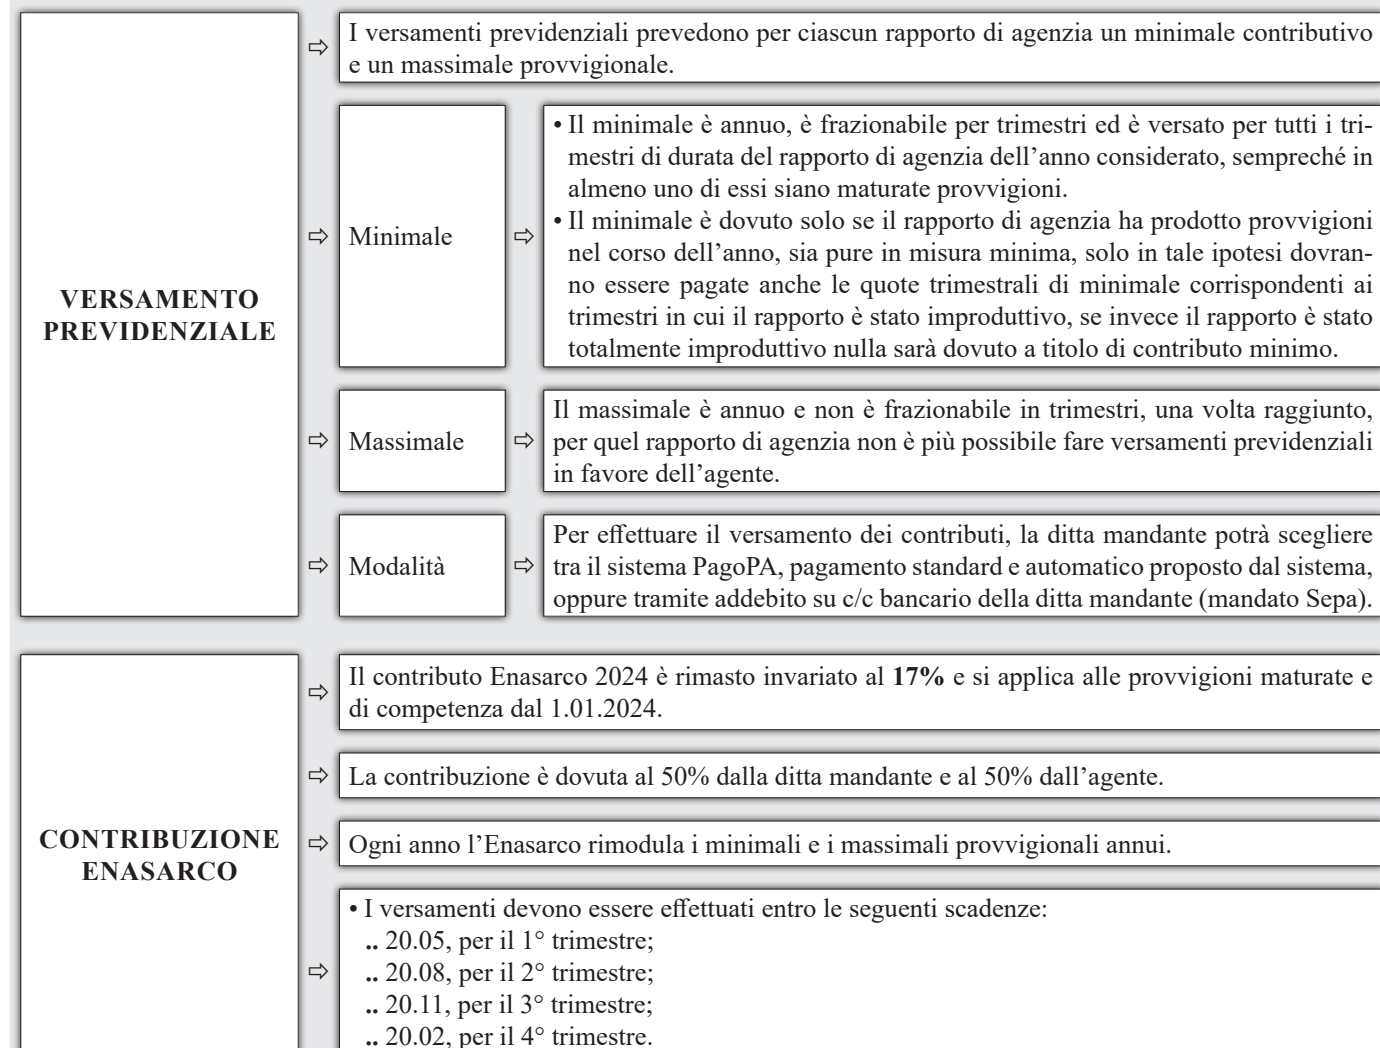 VERSAMENTO
PREVIDENZIALE
⇨ I versamenti previdenziali prevedono per ciascun rapporto di agenzia un minimale contributivo
e un massimale provvigionale.
⇨ Minimale ⇨
• Il minimale è annuo, è frazionabile per trimestri ed è versato per tutti i tri-
mestri di durata del rapporto di agenzia dell’anno considerato, sempreché in
almeno uno di essi siano maturate provvigioni.
• Il minimale è dovuto solo se il rapporto di agenzia ha prodotto provvigioni
nel corso dell’anno, sia pure in misura minima, solo in tale ipotesi dovran-
no essere pagate anche le quote trimestrali di minimale corrispondenti ai
trimestri in cui il rapporto è stato improduttivo, se invece il rapporto è stato
totalmente improduttivo nulla sarà dovuto a titolo di contributo minimo.
⇨ Massimale ⇨
Il massimale è annuo e non è frazionabile in trimestri, una volta raggiunto,
per quel rapporto di agenzia non è più possibile fare versamenti previdenziali
in favore dell’agente.
⇨ Modalità ⇨
Per effettuare il versamento dei contributi, la ditta mandante potrà scegliere
tra il sistema PagoPA, pagamento standard e automatico proposto dal sistema,
oppure tramite addebito su c/c bancario della ditta mandante (mandato Sepa).
CONTRIBUZIONE
ENASARCO
⇨ Il contributo Enasarco 2024 è rimasto invariato al 17% e si applica alle provvigioni maturate e
di competenza dal 1.01.2024.
⇨ La contribuzione è dovuta al 50% dalla ditta mandante e al 50% dall’agente.
⇨ Ogni anno l’Enasarco rimodula i minimali e i massimali provvigionali annui.
⇨ • I versamenti devono essere effettuati entro le seguenti scadenze:
.. 20.05, per il 1° trimestre;
.. 20.08, per il 2° trimestre;
.. 20.11, per il 3° trimestre;
.. 20.02, per il 4° trimestre.